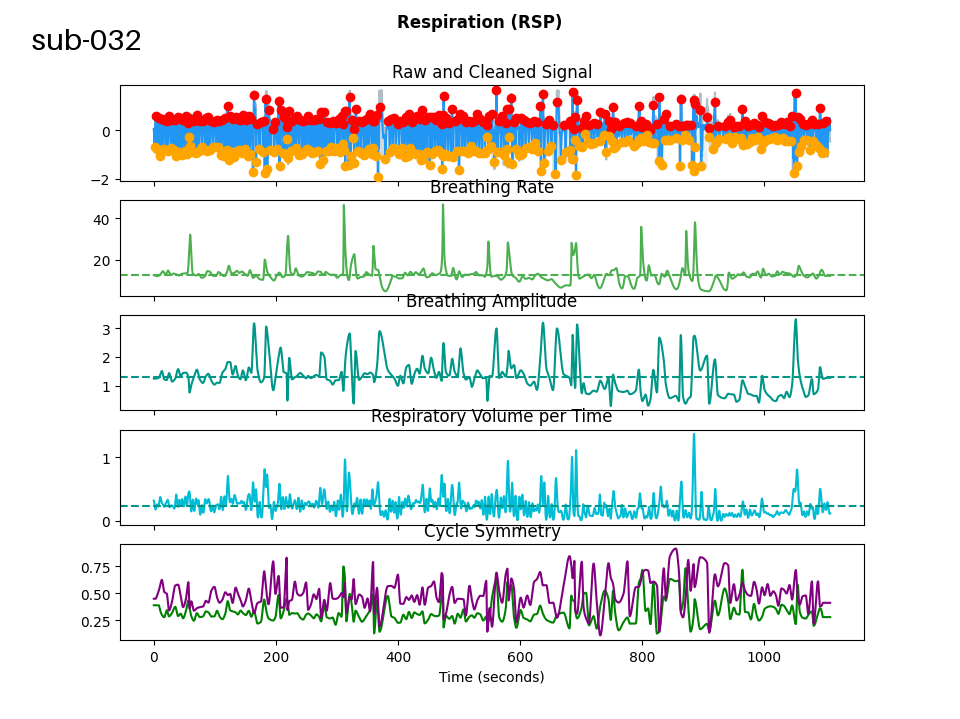 Respiration (RSP)
sub-032
Raw and Cleaned Signal
0
−2
Breathing Rate
40
20
Breathing Amplitude
3
2
1
Respiratory Volume per Time
1
0
Cycle Symmetry
0.75
0.50
0.25
0 200 400 600 800 1000
Time (seconds)